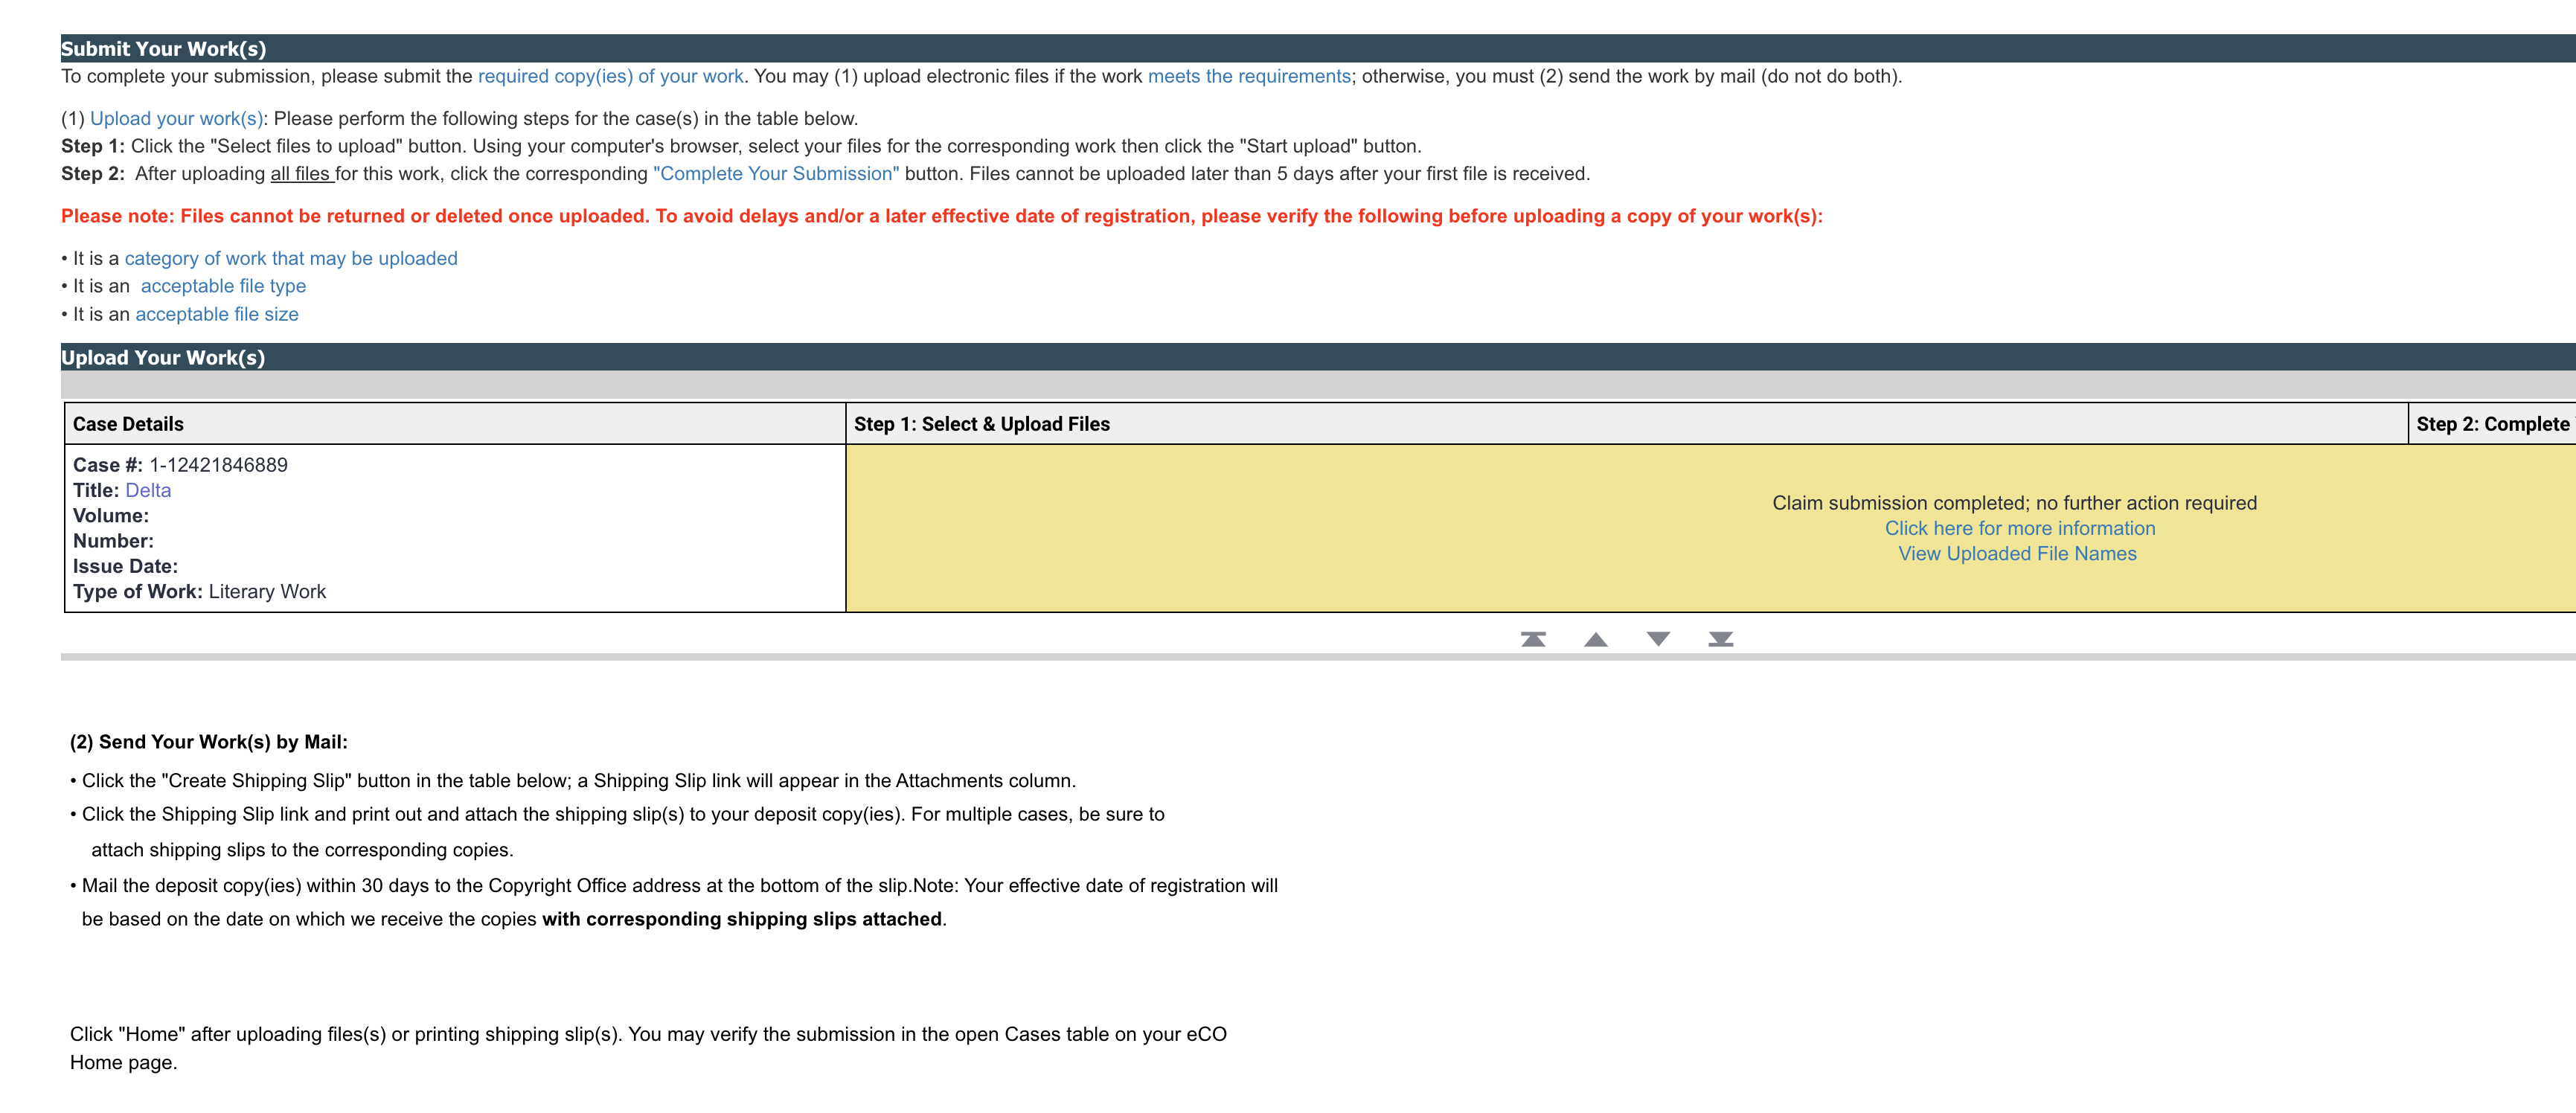 Submit Your Work(s)
To complete your submission, please submit the required copy(ies) of your work. You may (1) upload electronic files if the work meets the requirements; otherwise, you must (2) send the work by mail (do not do both).
(1) Upload your work(s): Please perform the following steps for the case(s) in the table below.
Step 1: Click the "Select files to upload" button. Using your computer's browser, select your files for the corresponding work then click the "Start upload" button.
Step 2: After uploading all files for this work, click the corresponding "Complete Your Submission" button. Files cannot be uploaded later than 5 days after your first file is received.
Please note: Files cannot be returned or deleted once uploaded. To avoid delays and/or a later effective date of registration, please verify the following before uploading a copy of your work(s):
• It is a category of work that may be uploaded
• It is an acceptable file type
• It is an acceptable file size
Upload Your Work(s)
Case Details
Step 1: Select & Upload Files
Step 2: Complete
Case #: 1-12421846889
Title: Delta
Volume:
Number:
Issue Date:
Type of Work: Literary Work
Claim submission completed; no further action required
Click here for more information
View Uploaded File Names
(2) Send Your Work(s) by Mail:
• Click the "Create Shipping Slip" button in the table below; a Shipping Slip link will appear in the Attachments column.
• Click the Shipping Slip link and print out and attach the shipping slip(s) to your deposit copy(ies). For multiple cases, be sure to
attach shipping slips to the corresponding copies.
• Mail the deposit copy(ies) within 30 days to the Copyright Office address at the bottom of the slip.Note: Your effective date of registration will
be based on the date on which we receive the copies with corresponding shipping slips attached.
Click "Home" after uploading files(s) or printing shipping slip(s). You may verify the submission in the open Cases table on your eCO
Home page.